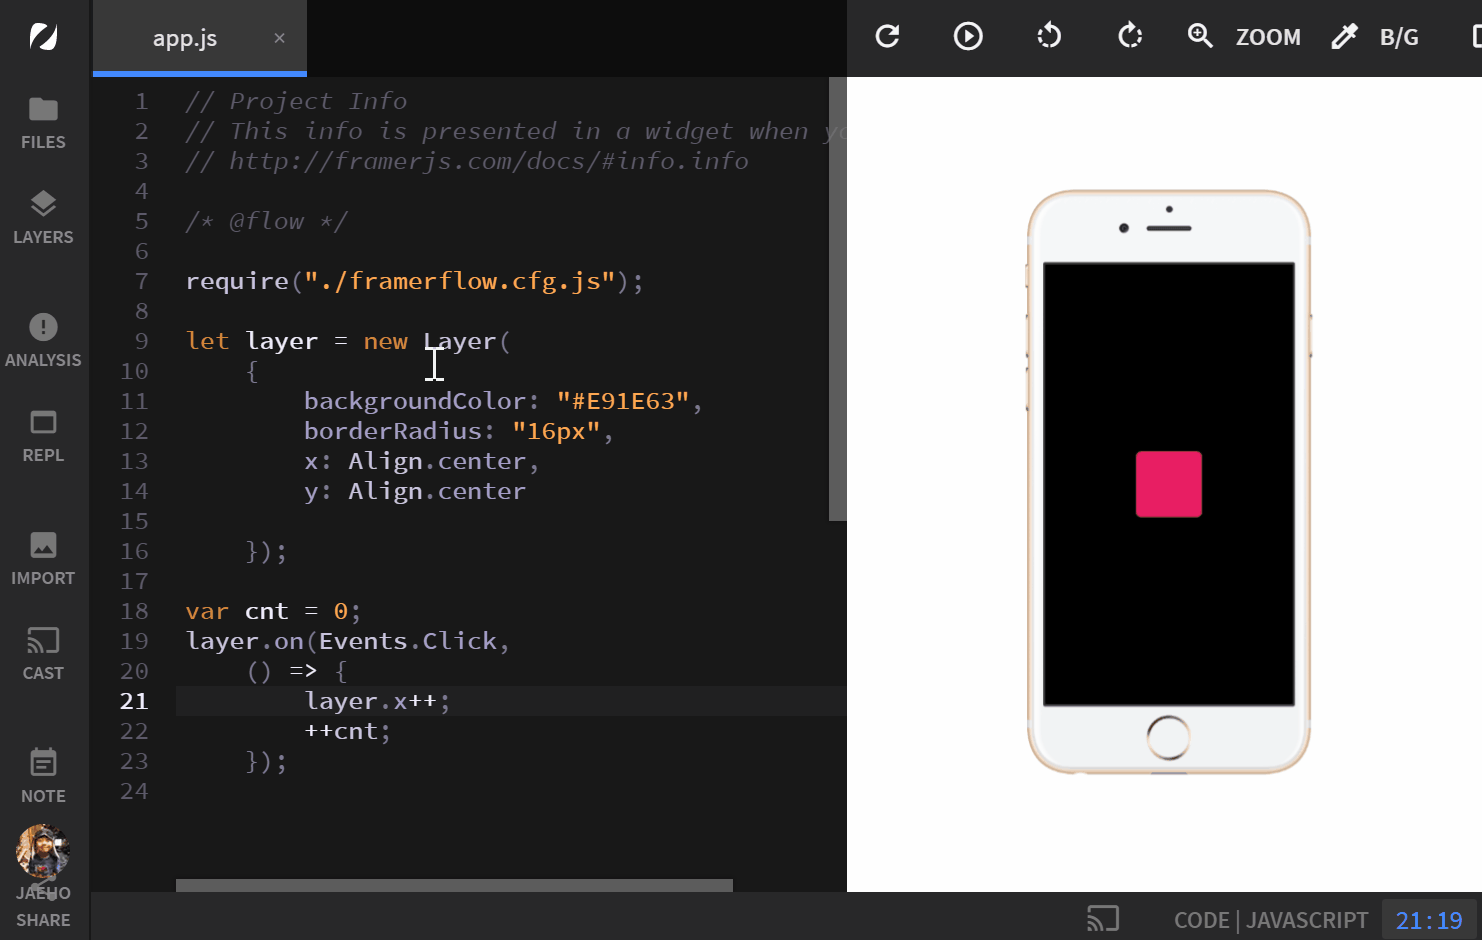 app.js ×
ZOOM B/G
FILES
LAYERS
ANALYSIS
REPL
IMPORT
CAST
NOTE
JAEHO
SHARE
1 // Project Info
2 // This info is presented in a widget when
3 // http://framerjs.com/docs/#info.info
4
5 /* @flow */
6
7 require("./framerflow.cfg.js");
8
9 let layer = new Layer(
10 {
11 backgroundColor: "#E91E63",
12 borderRadius: "16px",
13 x: Align.center,
14 y: Align.center
15
16 });
17
18 var cnt = 0;
19 layer.on(Events.Click,
20 () => {
21 layer.x++;
22 ++cnt;
23 });
24
CODE | JAVASCRIPT 21:19